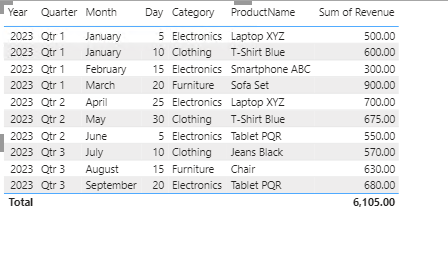 Year Quarter Month Day Category ProductName Sum of Revenue
2023 Qtr 1 January 5 Electronics Laptop XYZ 500.00
2023 Qtr 1 January 10 Clothing T-Shirt Blue 600.00
2023 Qtr 1 February 15 Electronics Smartphone ABC 300.00
2023 Qtr 1 March 20 Furniture Sofa Set 900.00
2023 Qtr 2 April 25 Electronics Laptop XYZ 700.00
2023 Qtr 2 May 30 Clothing T-Shirt Blue 675.00
2023 Qtr 2 June 5 Electronics Tablet PQR 550.00
2023 Qtr 3 July 10 Clothing Jeans Black 570.00
2023 Qtr 3 August 15 Furniture Chair 630.00
2023 Qtr 3 September 20 Electronics Tablet PQR 680.00
Total 6,105.00